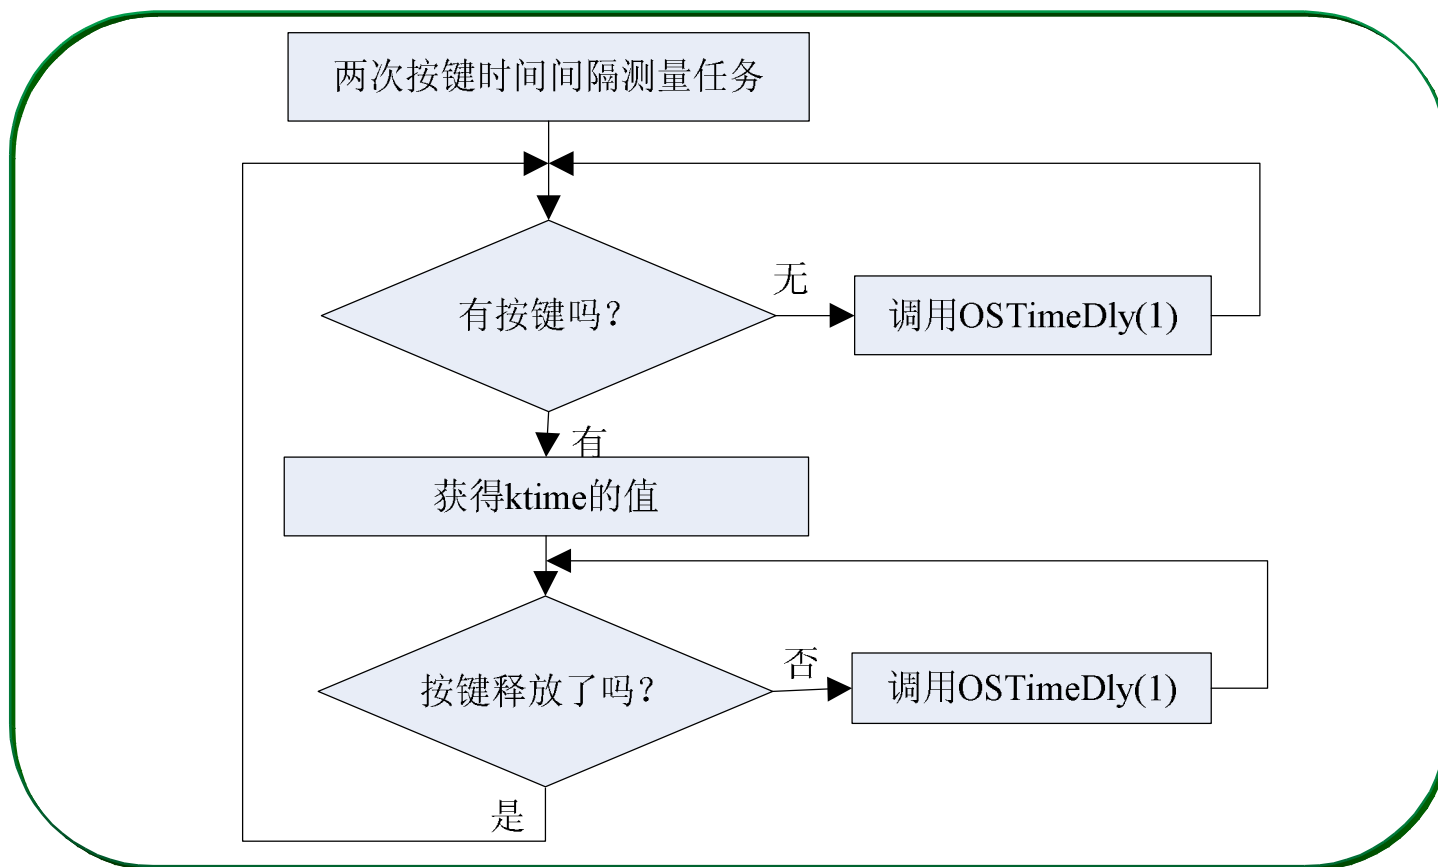 两次按键时间间隔测量任务
有按键吗？
无
调用OSTimeDly(1)
有
获得ktime的值
按键释放了吗？
否
调用OSTimeDly(1)
是